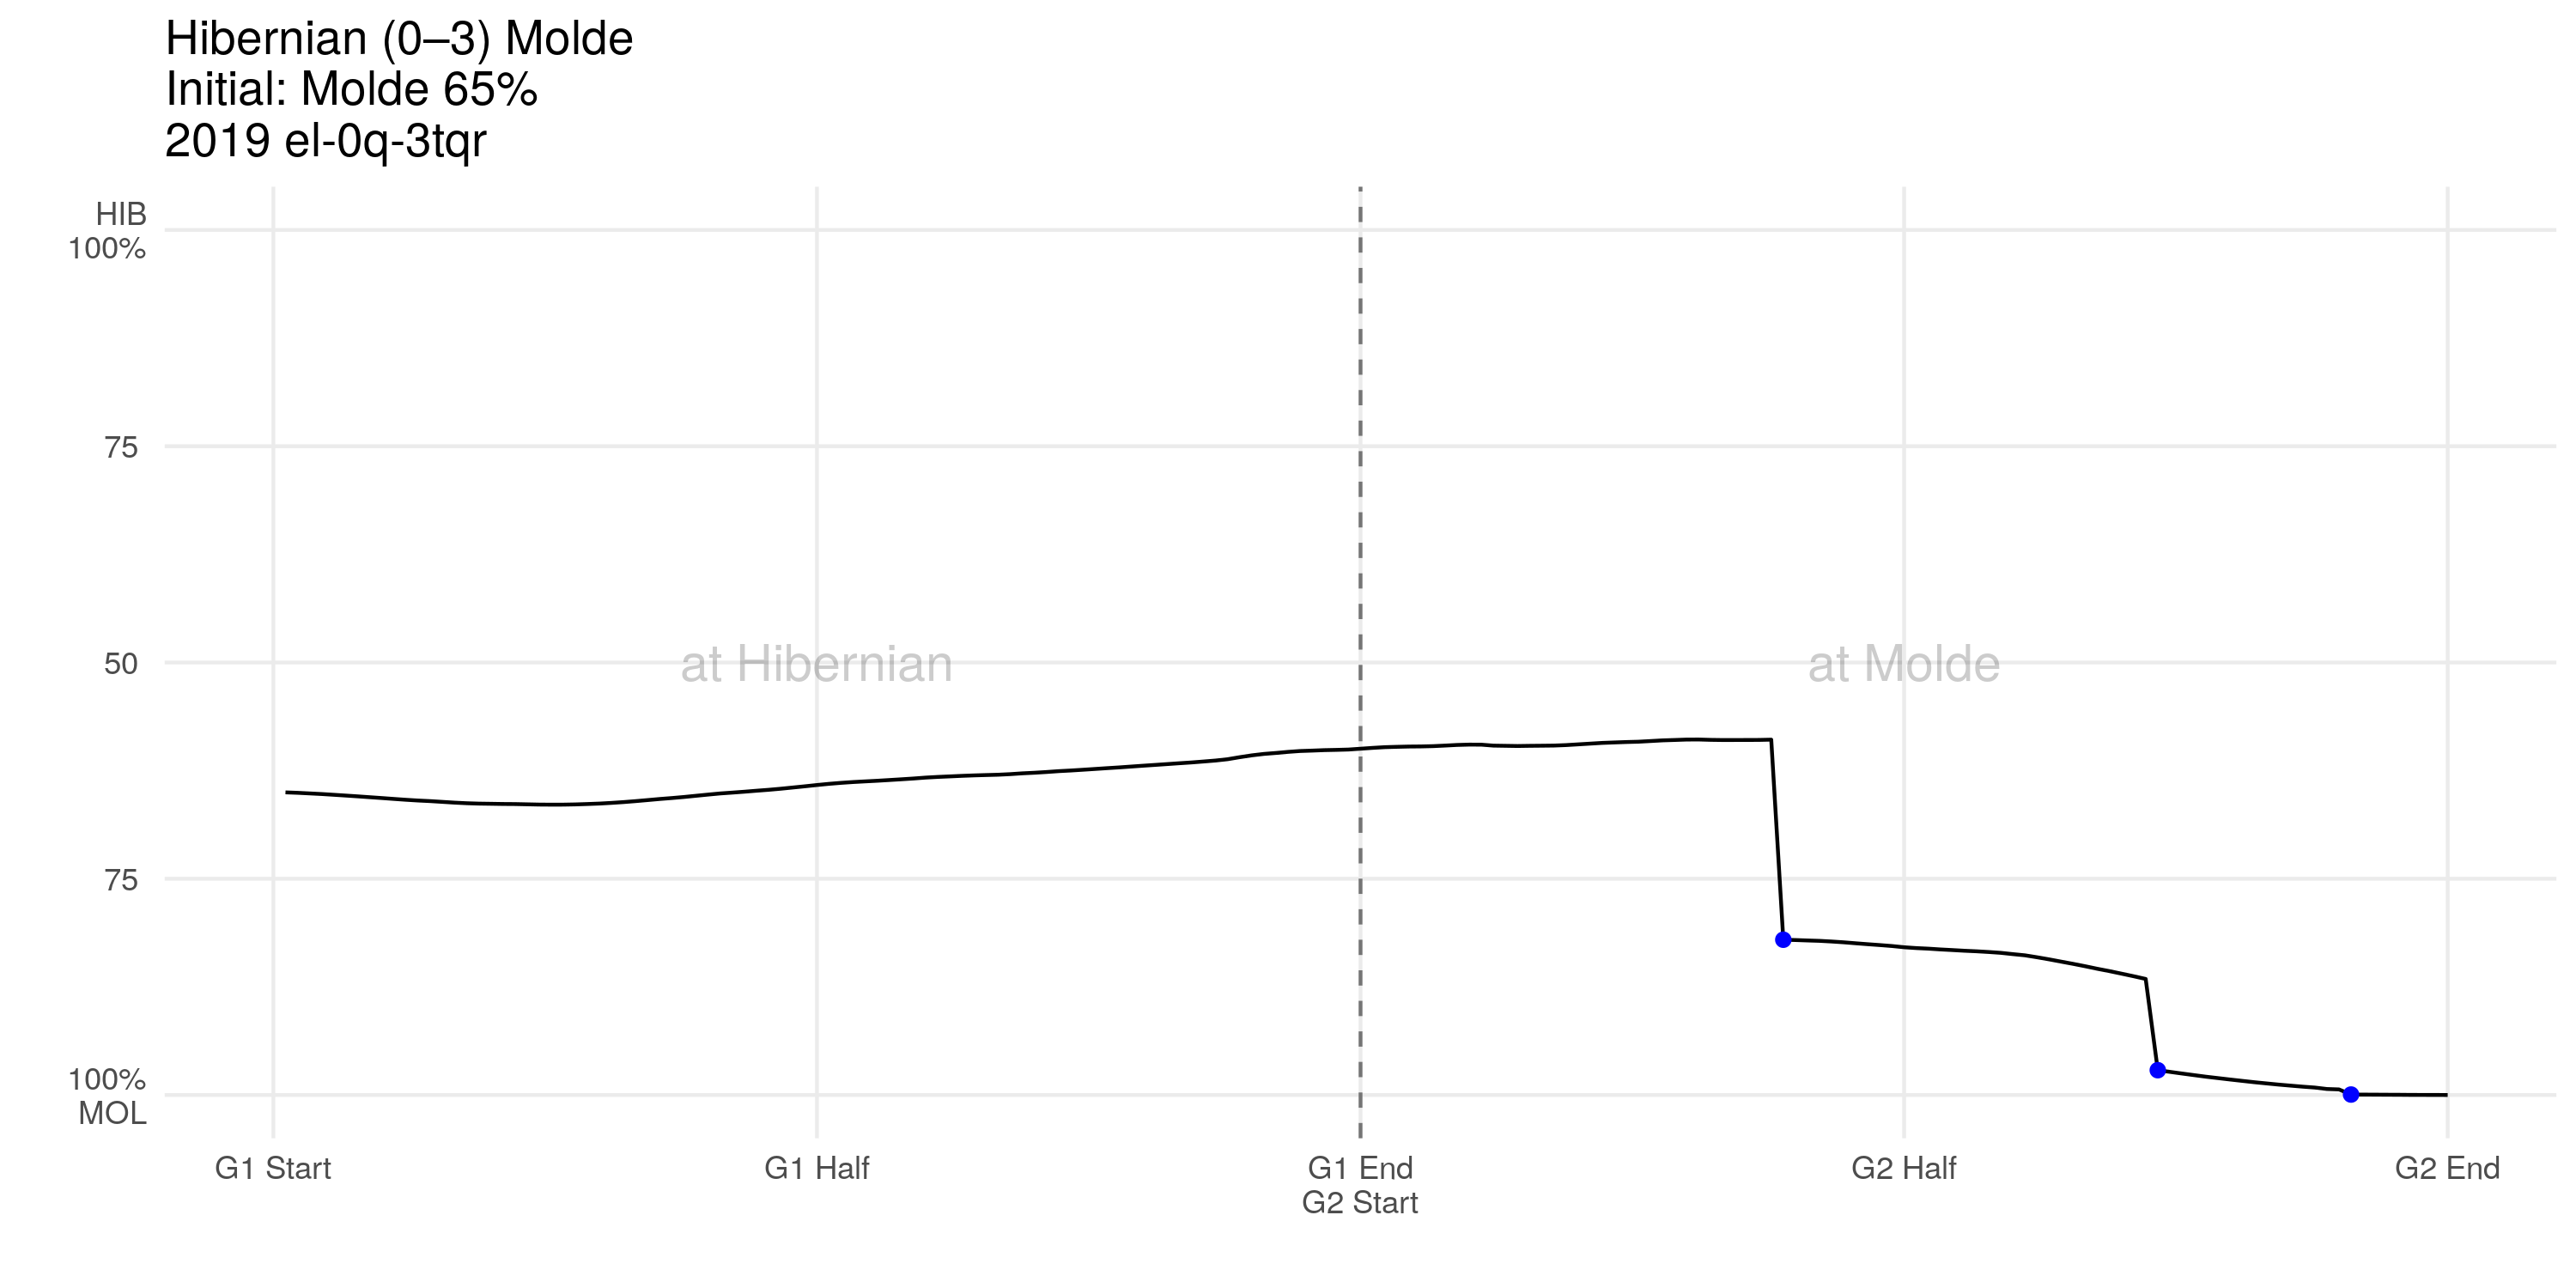 Hibernian (0–3) Molde
Initial: Molde 65%
2019 el-0q-3tqr
HIB
100%
75
50
75
100%
MOL
at Hibernian
at Molde
G1 Start
G1 Half
G1 End
G2 Start
G2 Half
G2 End